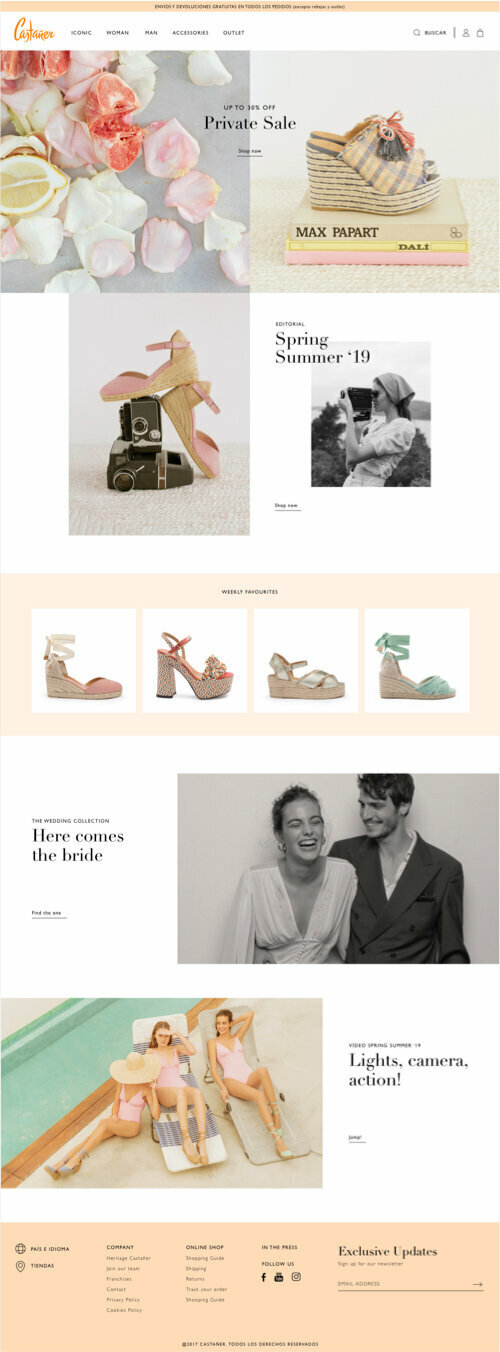 ENVIOS Y DEVOLUCIONES GRATUITAS EN TODOS LOS PEDIDOS (excepto rebajas y outlet)
Castañer
ICONIC
WOMAN
MAN
ACCESSORIES
OUTLET
BUSCAR
UP TO 30% OFF
Private Sale
Shop now
MAX PAPART
DALÍ
EDITORIAL
Spring
Summer ‘19
Shop now
WEEKLY FAVOURITES
THE WEDDING COLLECTION
Here comes
the bride
Find the one
VÍDEO SPRING SUMMER '19
Lights, camera,
action!
Jump!
PAÍS E IDIOMA
TIENDAS
COMPANY
Heritage Castañer
Join our team
Franchises
Contact
Privacy Policy
Cookies Policy
ONLINE SHOP
Shopping Guide
Shipping
Returns
Track your order
Shopping Guide
IN THE PRESS
FOLLOW US
Exclusive Updates
Sign up for our newsletter
EMAIL ADDRESS
@2017 CASTAÑER. TODOS LOS DERECHOS RESERVADOS